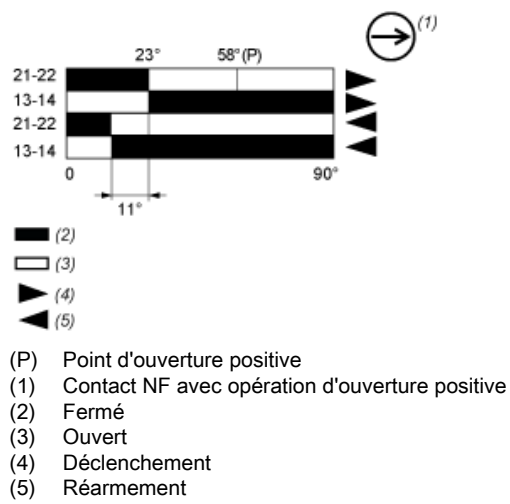 (1)
23° 58°(P)
21-22
13-14
21-22
13-14
0 90°
11°
(2)
(3)
(4)
(5)
(P) Point d'ouverture positive
(1) Contact NF avec opération d'ouverture positive
(2) Fermé
(3) Ouvert
(4) Déclenchement
(5) Réarmement